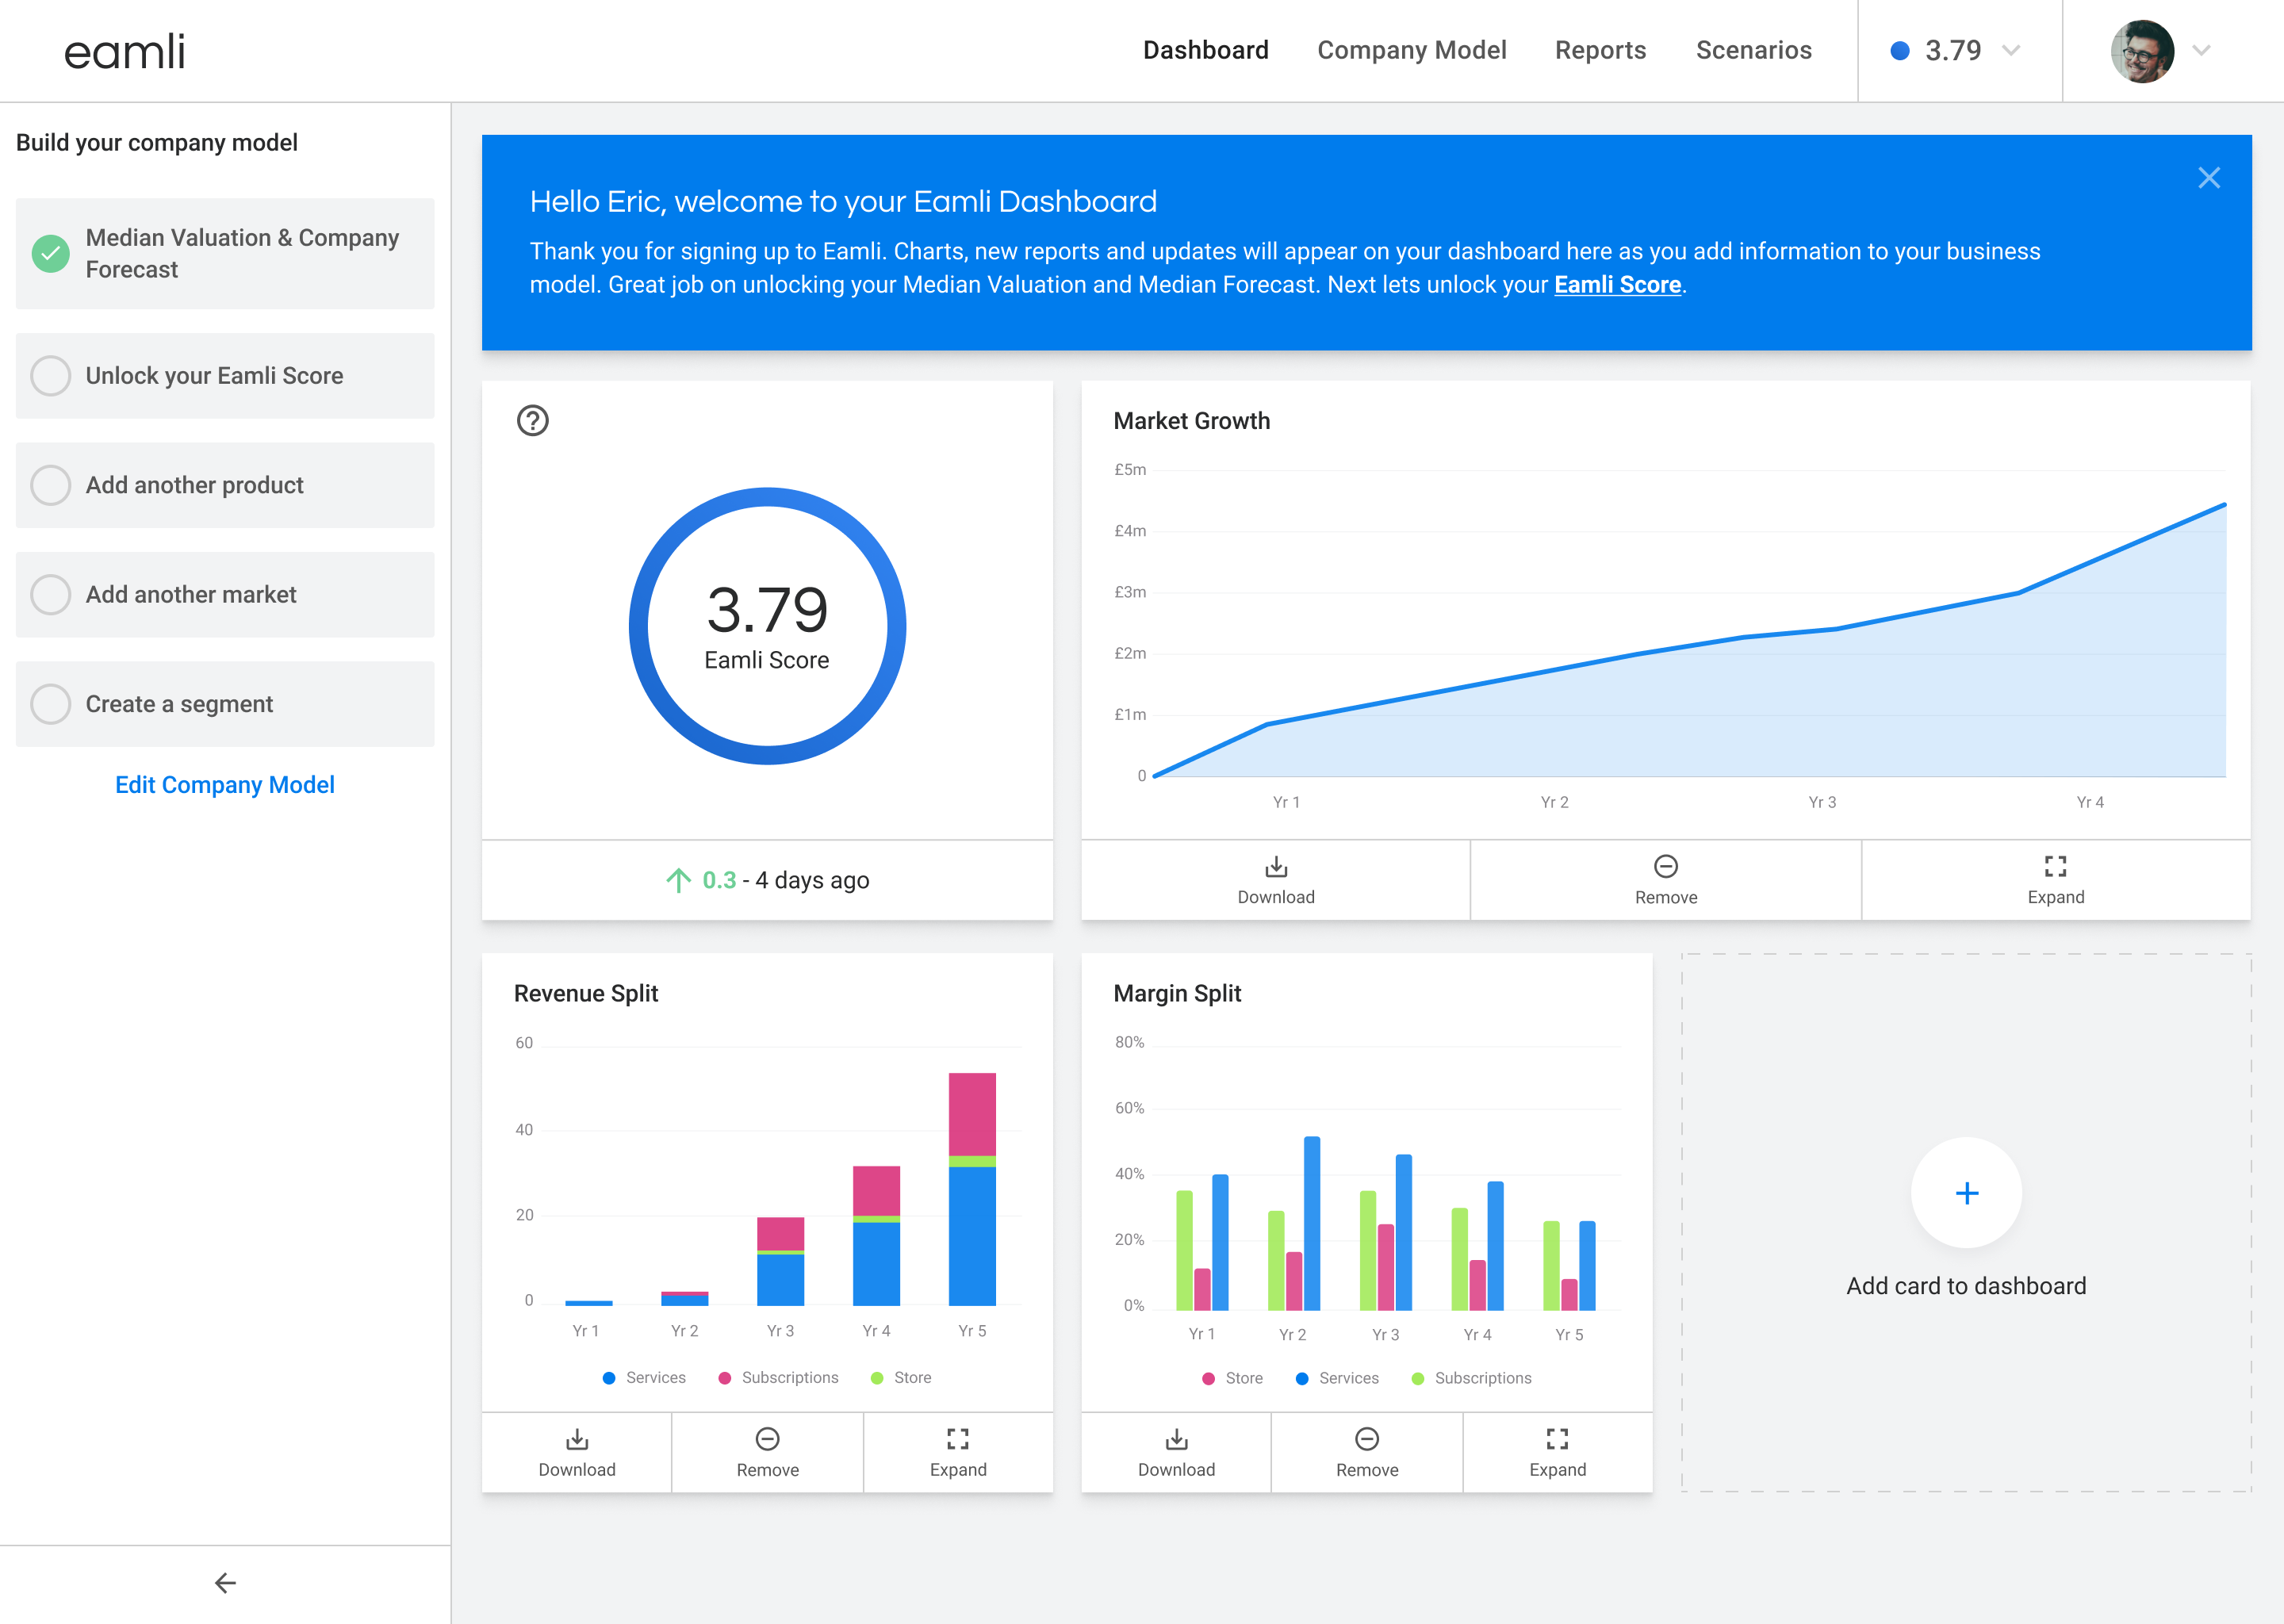 eamli
Dashboard
Company Model
Reports
Scenarios
3.79
Build your company model
Median Valuation & Company
Forecast
Unlock your Eamli Score
Add another product
Add another market
Create a segment
Edit Company Model
Hello Eric, welcome to your Eamli Dashboard
Thank you for signing up to Eamli. Charts, new reports and updates will appear on your dashboard here as you add information to your business
model. Great job on unlocking your Median Valuation and Median Forecast. Next lets unlock your Eamli Score.
?
3.79
Eamli Score
0.3 - 4 days ago
Market Growth
£5m
£4m
£3m
£2m
£1m
0
Yr 1
Yr 2
Yr 3
Yr 4
Download
Remove
Expand
Revenue Split
60
40
20
0
Yr 1
Yr 2
Yr 3
Yr 4
Yr 5
Services
Subscriptions
Store
Download
Remove
Expand
Margin Split
80%
60%
40%
20%
0%
Yr 1
Yr 2
Yr 3
Yr 4
Yr 5
Store
Services
Subscriptions
Download
Remove
Expand
Add card to dashboard